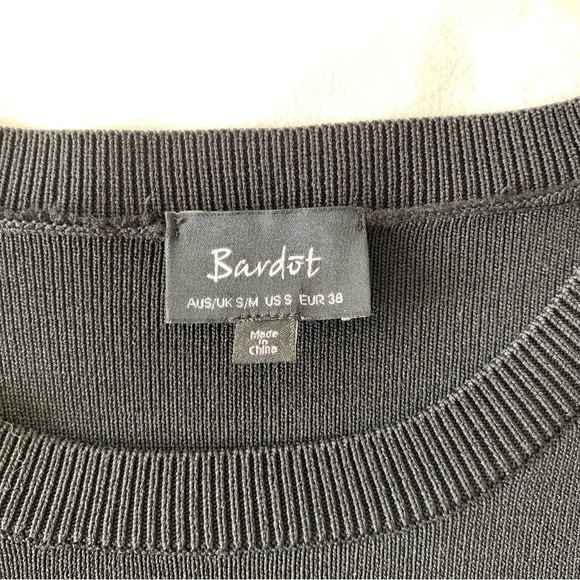 Bardot
AUS/UK S/M US S EUR 38
Made
in
China